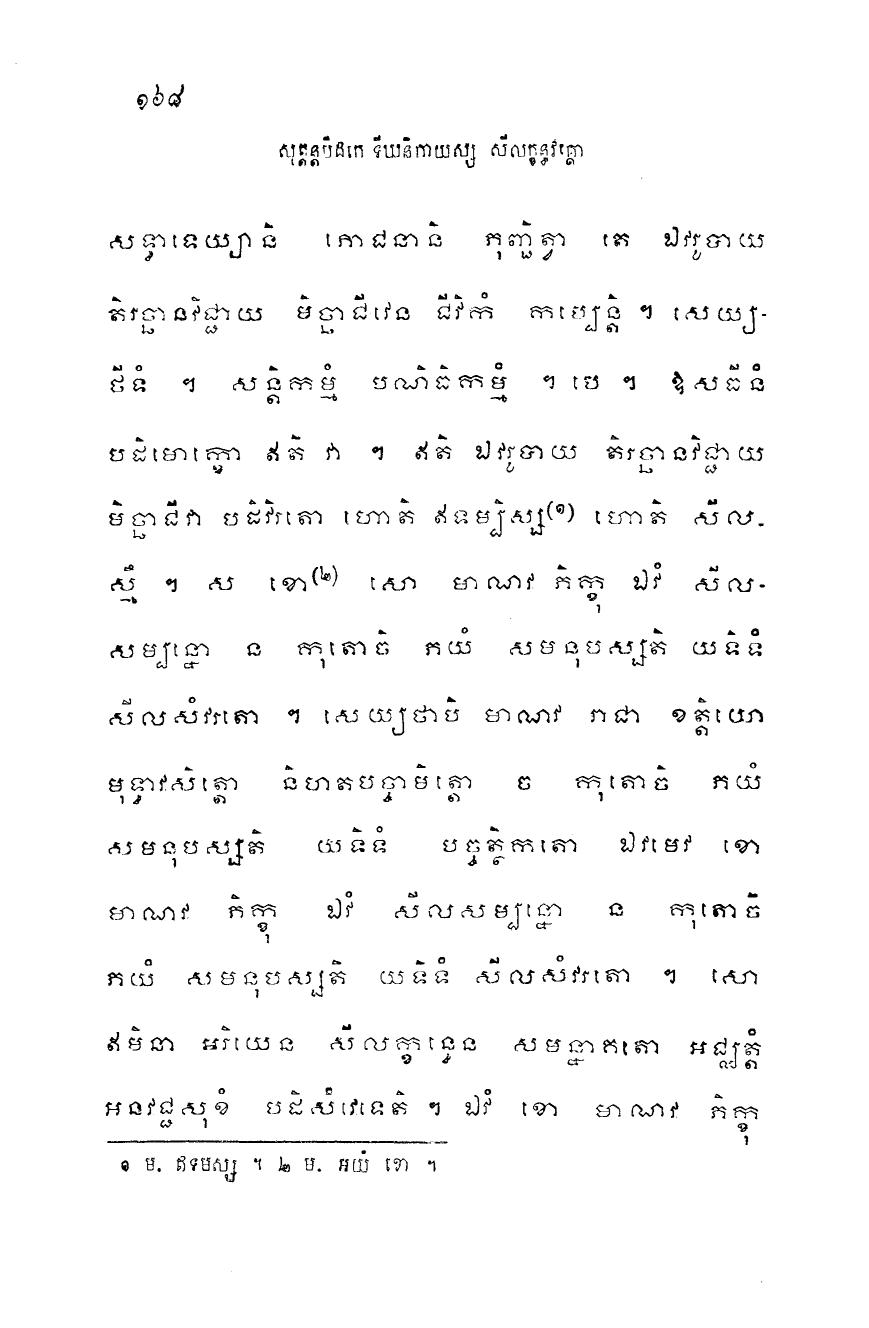 ១៦៨
សុត្តន្តបិដកេ ទីឃនិកាយស្ស សីលក្ខន្ធវគ្គោ
សទ្ធាទេយ្យានិ ភោជនានិ ភុញ្ជិត្វា តេ ឯវរូបាយ
តិរច្ឆានវិជ្ជាយ មិច្ឆាជីវេន ជីវិកំ កប្បេន្តិ ។ សេយ្យ-
ថីទំ ។ សន្តិកម្មំ បណិធិកម្មំ ។ បេ ។ ឱសធីនំ
បដិមោក្ខោ ឥតិ វា ។ ឥតិ ឯវរូបាយ តិរច្ឆានវិជ្ជាយ
មិច្ឆាជីវា បដិវិរតោ ហោតិ ឥទម្បិស្ស(១) ហោតិ សីល-
ស្មឹ ។ ស ខោ(២) សោ មាណវ ភិក្ខុ ឯវំ សីល-
សម្បន្នោ ន កុតោចិ ភយំ សមនុបស្សតិ យទិទំ
សីលសំវរតោ ។ សេយ្យថាបិ មាណវ រាជា ខត្តិយោ
មុទ្ធាវសិត្តោ និហតបច្ចាមិត្តោ ច កុតោចិ ភយំ
សមនុបស្សតិ យទិទំ បច្ចត្ថិកតោ ឯវមេវ ខោ
មាណវ ភិក្ខុ ឯវំ សីលសម្បន្នោ ន កុតោចិ
ភយំ សមនុបស្សតិ យទិទំ សីលសំវរតោ ។ សោ
ឥមិនា អរិយេន សីលក្ខន្ធេន សមន្នាគតោ អជ្ឈត្តំ
អនវជ្ជសុខំ បដិសំវេទេតិ ។ ឯវំ ខោ មាណវ ភិក្ខុ
១ ម. ឥទមស្ស ។ ២ ម. អយំ ខោ ។